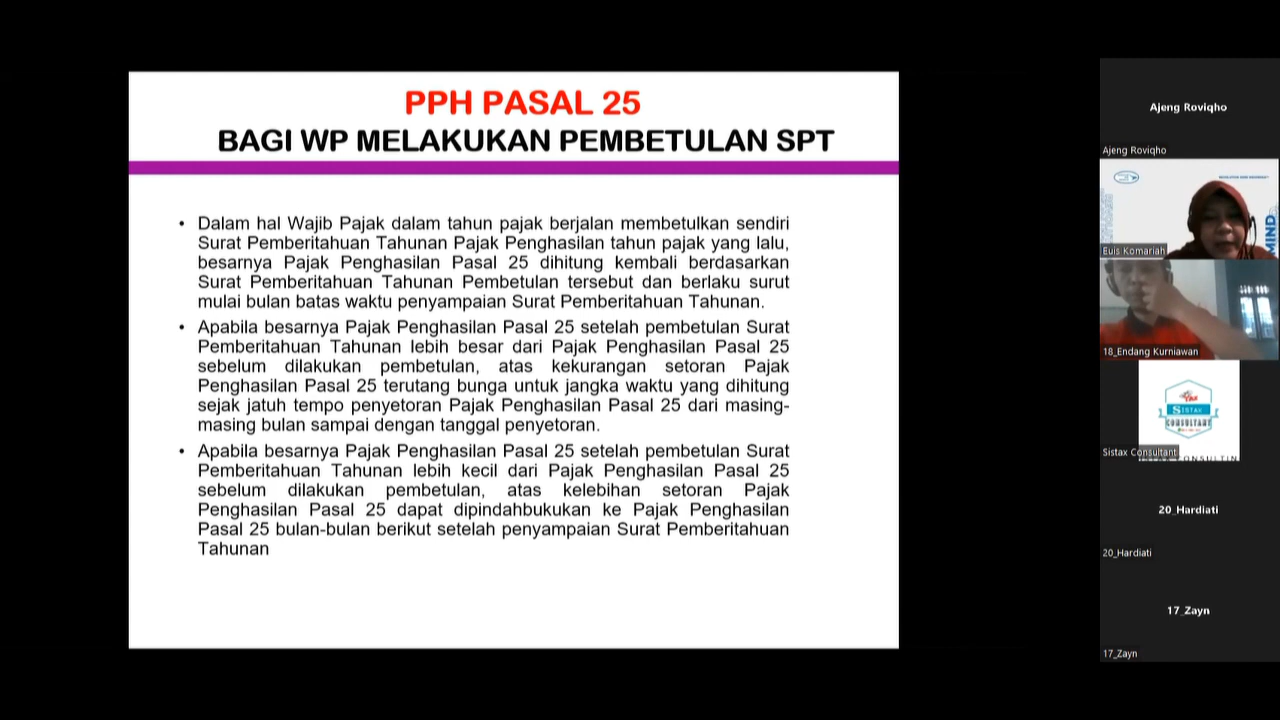 PPH PASAL 25
BAGI WP MELAKUKAN PEMBETULAN SPT
• Dalam hal Wajib Pajak dalam tahun pajak berjalan membetulkan sendiri
Surat Pemberitahuan Tahunan Pajak Penghasilan tahun pajak yang lalu,
besarnya Pajak Penghasilan Pasal 25 dihitung kembali berdasarkan
Surat Pemberitahuan Tahunan Pembetulan tersebut dan berlaku surut
mulai bulan batas waktu penyampaian Surat Pemberitahuan Tahunan.
• Apabila besarnya Pajak Penghasilan Pasal 25 setelah pembetulan Surat
Pemberitahuan Tahunan lebih besar dari Pajak Penghasilan Pasal 25
sebelum dilakukan pembetulan, atas kekurangan setoran Pajak
Penghasilan Pasal 25 terutang bunga untuk jangka waktu yang dihitung
sejak jatuh tempo penyetoran Pajak Penghasilan Pasal 25 dari masing-
masing bulan sampai dengan tanggal penyetoran.
• Apabila besarnya Pajak Penghasilan Pasal 25 setelah pembetulan Surat
Pemberitahuan Tahunan lebih kecil dari Pajak Penghasilan Pasal 25
sebelum dilakukan pembetulan, atas kelebihan setoran Pajak
Penghasilan Pasal 25 dapat dipindahbukukan ke Pajak Penghasilan
Pasal 25 bulan-bulan berikut setelah penyampaian Surat Pemberitahuan
Tahunan
Ajeng Roviqho
Ajeng Roviqho
MIND
Euis Komariah
18_Endang Kurniawan
SISTAX
CONSULTANT
Sistax Consultant
20_Hardiati
20_Hardiati
17_Zayn
17_Zayn